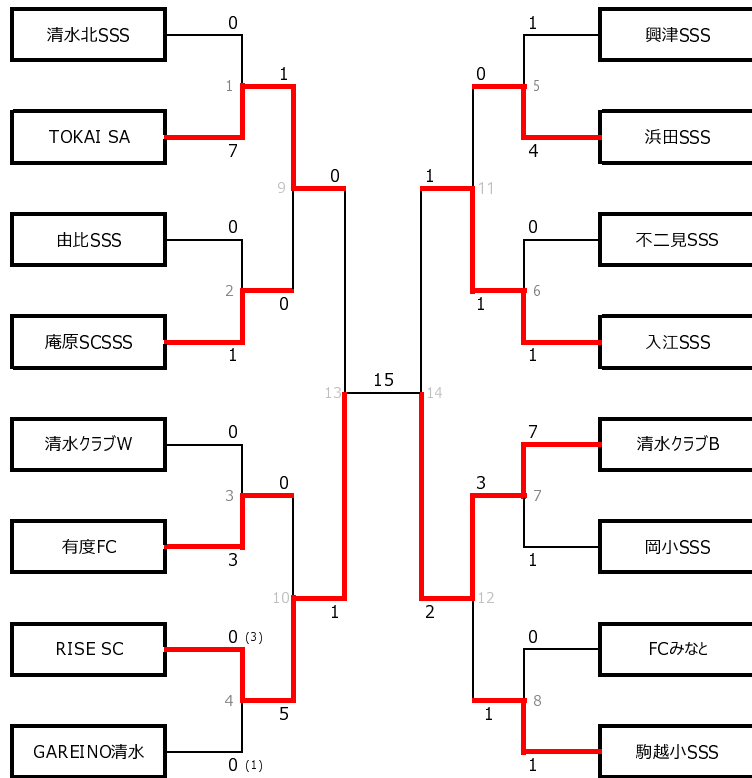 0
1
清水北SSS
興津SSS
1
0
1
5
TOKAI SA
浜田SSS
7
4
0
1
9
11
0
0
由比SSS
不二見SSS
2
6
0
1
庵原SCSSS
入江SSS
1
1
15
13
14
0
7
清水クラブW
清水クラブB
0
3
3
7
有度FC
岡小SSS
3
1
10
12
1
2
0 (3)
0
RISE SC
FCみなと
4
8
5
1
GAREINO清水
駒越小SSS
0 (1)
1